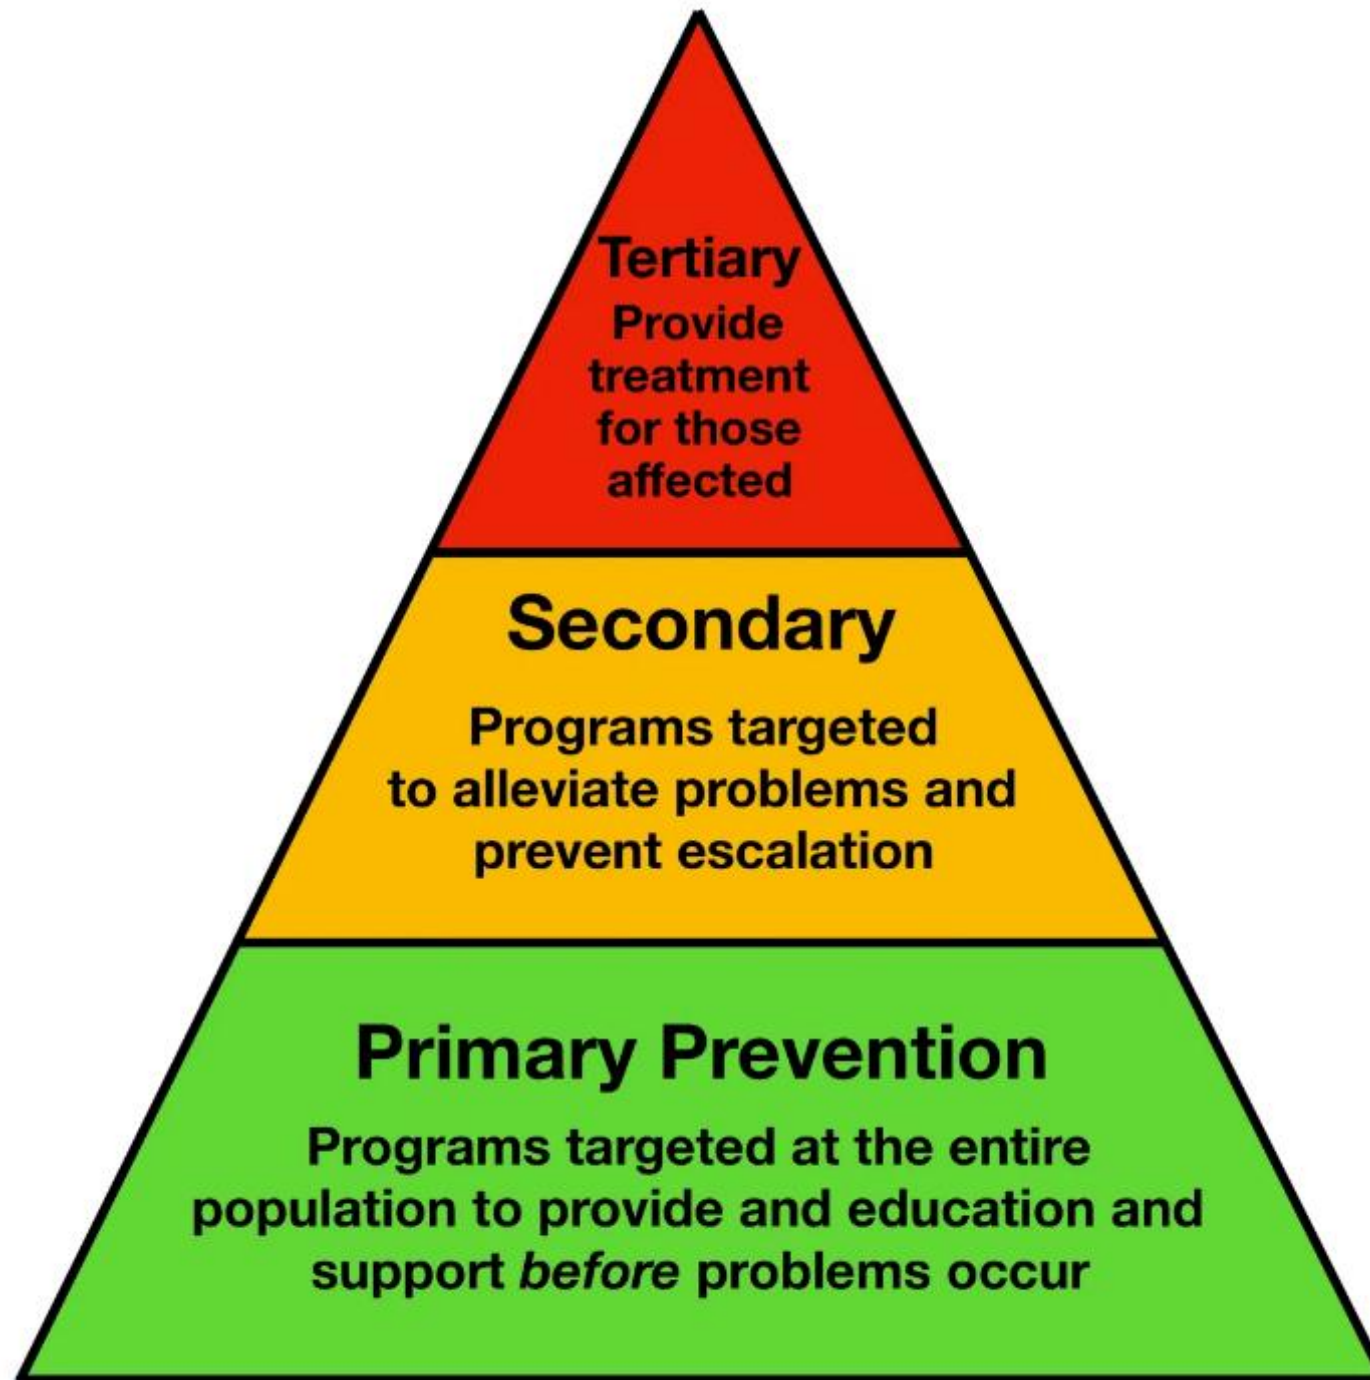 Tertiary
Provide
treatment
for those
affected
Secondary
Programs targeted
to alleviate problems and
prevent escalation
Primary Prevention
Programs targeted at the entire
population to provide and education and
support before problems occur